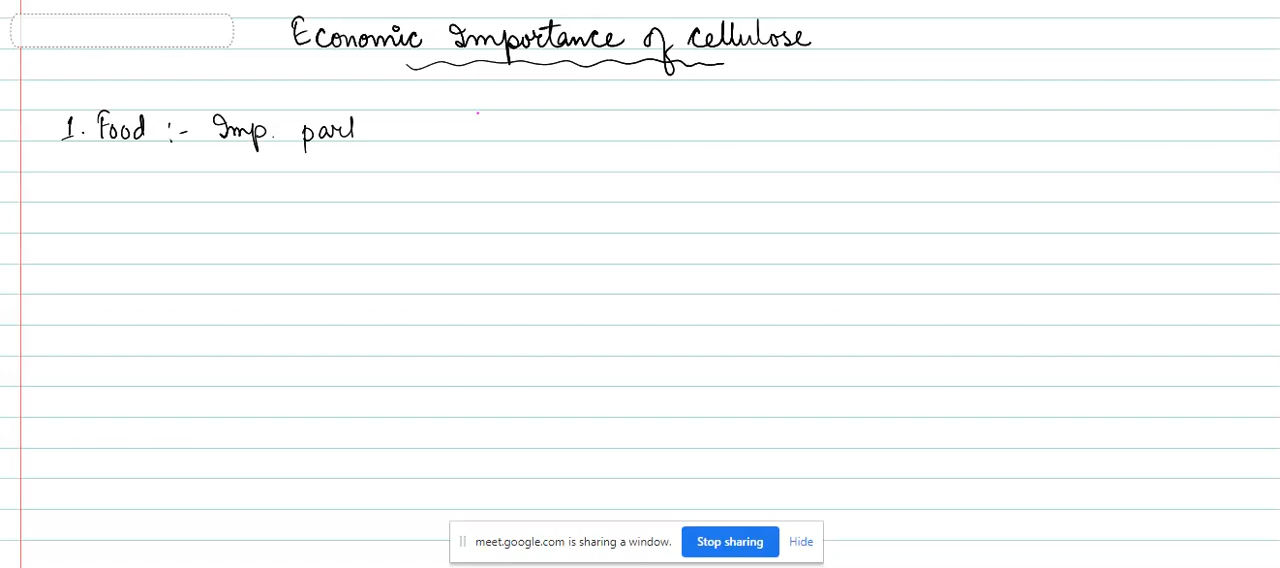 Economic Importance of cellulose
1. Food :- Imp. part
meet.google.com is sharing a window. Stop sharing Hide